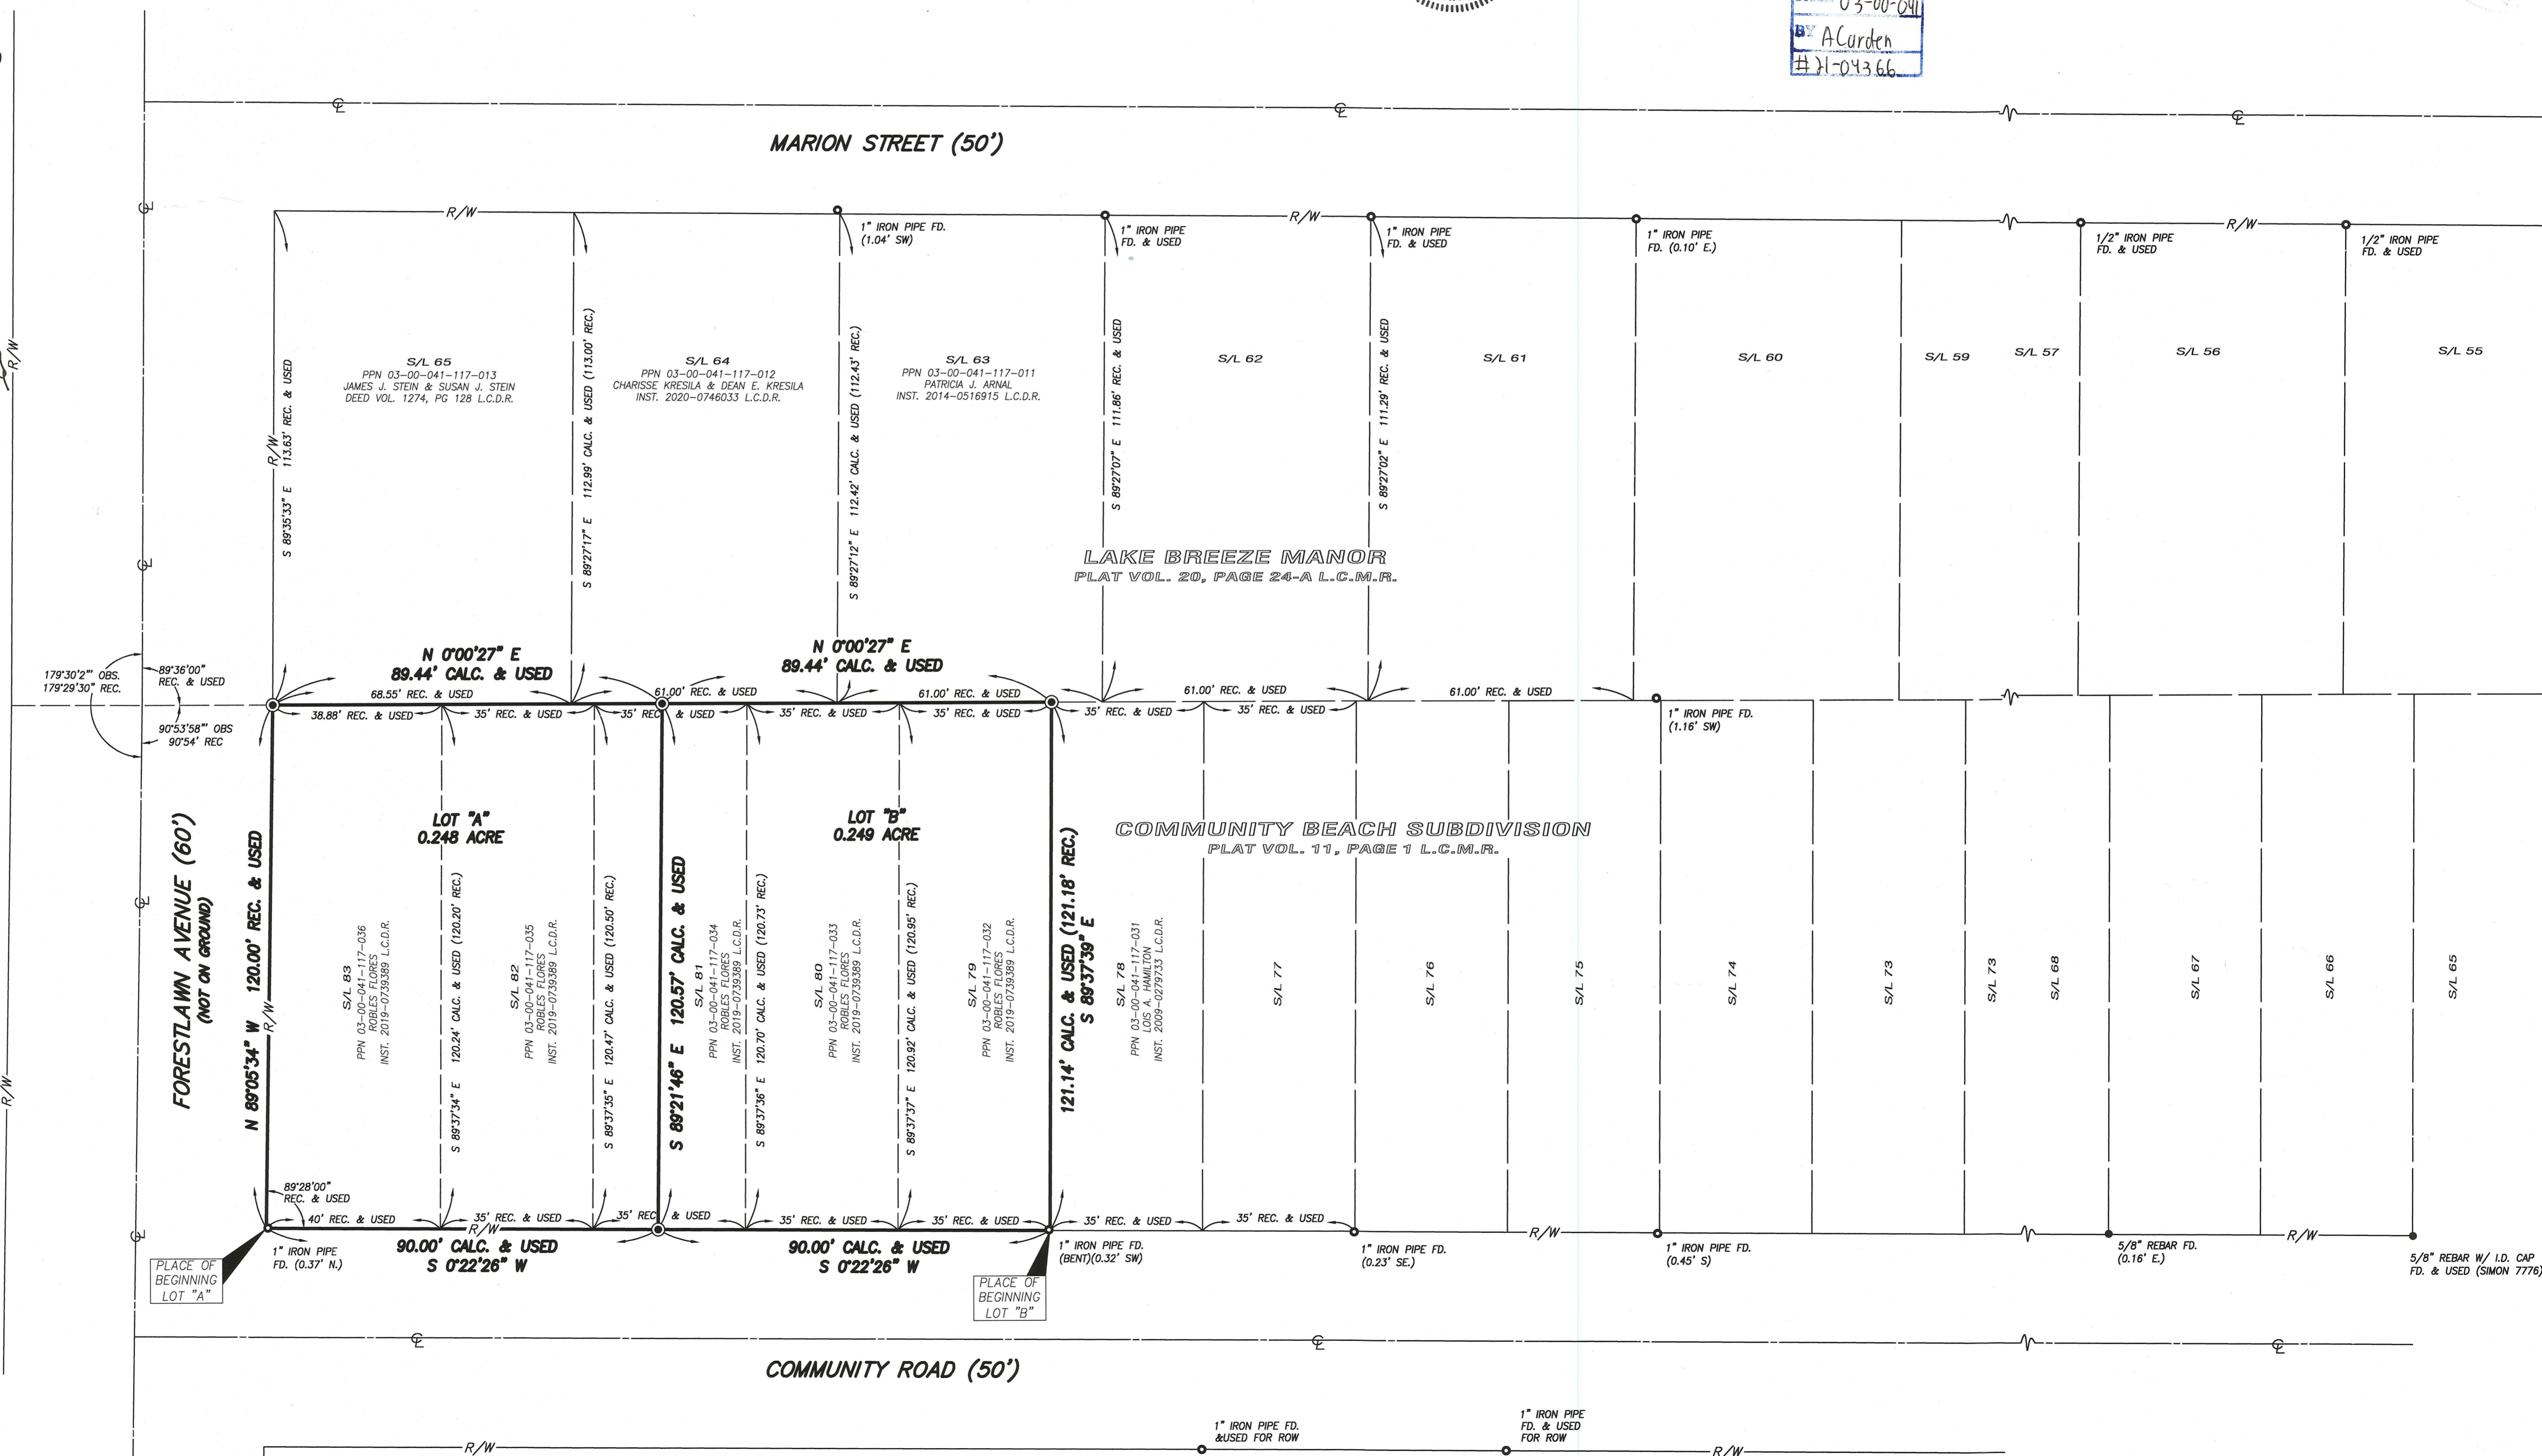 03-00-041
BY ACarden
#21-04366
MARION STREET (50')
R/W
R/W
R/W
R/W
1" IRON PIPE FD.
(1.04' SW)
1" IRON PIPE
FD. & USED
1" IRON PIPE
FD. & USED
1" IRON PIPE
FD. (0.10' E.)
1/2" IRON PIPE
FD. & USED
1/2" IRON PIPE
FD. & USED
R/W
S 89°35'33" E 113.63' REC. & USED
S/L 65
PPN 03-00-041-117-013
JAMES J. STEIN & SUSAN J. STEIN
DEED VOL. 1274, PG 128 L.C.D.R.
S 89°27'17" E 112.99' CALC. & USED (113.00' REC.)
S/L 64
PPN 03-00-041-117-012
CHARISSE KRESILA & DEAN E. KRESILA
INST. 2020-0746033 L.C.D.R.
S 89°27'12" E 112.42' CALC. & USED (112.43' REC.)
S/L 63
PPN 03-00-041-117-011
PATRICIA J. ARNAL
INST. 2014-0516915 L.C.D.R.
S 89°27'07" E 111.86' REC. & USED
S/L 62
S 89°27'02" E 111.29' REC. & USED
S/L 61
S/L 60
S/L 59
S/L 57
S/L 56
S/L 55
LAKE BREEZE MANOR
PLAT VOL. 20, PAGE 24-A L.C.M.R.
179°30'2"' OBS.
179°29'30" REC.
89°36'00"
REC. & USED
90°53'58"' OBS
90°54' REC
N 0°00'27" E
89.44' CALC. & USED
N 0°00'27" E
89.44' CALC. & USED
68.55' REC. & USED
61.00' REC. & USED
61.00' REC. & USED
61.00' REC. & USED
61.00' REC. & USED
38.88' REC. & USED
35' REC. & USED
35' REC. & USED
35' REC. & USED
35' REC. & USED
35' REC. & USED
35' REC. & USED
1" IRON PIPE FD.
(1.16' SW)
FORESTLAWN AVENUE (60')
(NOT ON GROUND)
N 89°05'34" W 120.00' REC. & USED
R/W
R/W
LOT "A"
0.248 ACRE
LOT "B"
0.249 ACRE
COMMUNITY BEACH SUBDIVISION
PLAT VOL. 11, PAGE 1 L.C.M.R.
S/L 83
PPN 03-00-041-117-036
ROBLES FLORES
INST. 2019-0739389 L.C.D.R.
S 89°37'34" E 120.24' CALC. & USED (120.20' REC.)
S/L 82
PPN 03-00-041-117-035
ROBLES FLORES
INST. 2019-0739389 L.C.D.R.
S 89°37'35" E 120.47' CALC. & USED (120.50' REC.)
S 89°21'46" E 120.57' CALC. & USED
S/L 81
PPN 03-00-041-117-034
ROBLES FLORES
INST. 2019-0739389 L.C.D.R.
S 89°37'36" E 120.70' CALC. & USED (120.73' REC.)
S/L 80
PPN 03-00-041-117-033
ROBLES FLORES
INST. 2019-0739389 L.C.D.R.
S 89°37'37" E 120.92' CALC. & USED (120.95' REC.)
S/L 79
PPN 03-00-041-117-032
ROBLES FLORES
INST. 2019-0739389 L.C.D.R.
121.14' CALC. & USED (121.18' REC.)
S 89°37'39" E
S/L 78
PPN 03-00-041-117-031
LOIS A. HAMILTON
INST. 2009-0279733 L.C.D.R.
S/L 77
S/L 76
S/L 75
S/L 74
S/L 73
S/L 73
S/L 68
S/L 67
S/L 66
S/L 65
89°28'00"
REC. & USED
40' REC. & USED
35' REC. & USED
35' REC. & USED
35' REC. & USED
35' REC. & USED
35' REC. & USED
35' REC. & USED
R/W
R/W
R/W
PLACE OF
BEGINNING
LOT "A"
1" IRON PIPE
FD. (0.37' N.)
90.00' CALC. & USED
S 0°22'26" W
90.00' CALC. & USED
S 0°22'26" W
PLACE OF
BEGINNING
LOT "B"
1" IRON PIPE FD.
(BENT)(0.32' SW)
1" IRON PIPE FD.
(0.23' SE.)
1" IRON PIPE FD.
(0.45' S)
5/8" REBAR FD.
(0.16' E.)
5/8" REBAR W/ I.D. CAP
FD. & USED (SIMON 7776)
COMMUNITY ROAD (50')
R/W
1" IRON PIPE FD.
&USED FOR ROW
1" IRON PIPE
FD. & USED
FOR ROW
R/W